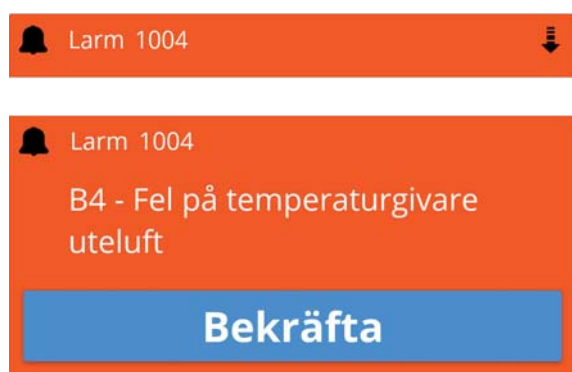 Larm 1004
Larm 1004
B4 - Fel på temperaturgivare
uteluft
Bekräfta